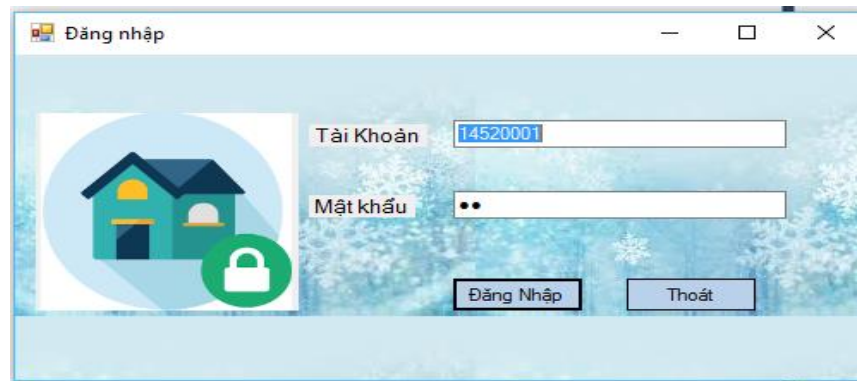 Đăng nhập
Tài Khoản
14520001
Mật khẩu
••
Đăng Nhập
Thoát